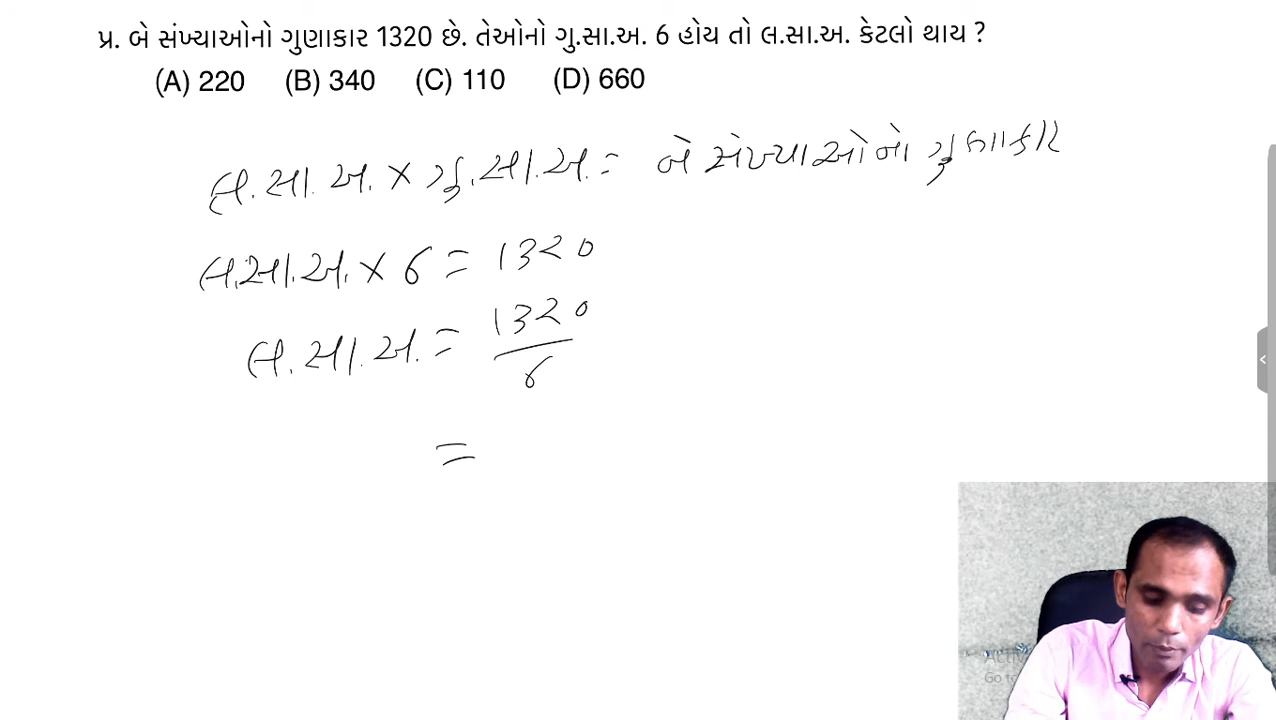 પ્ર. બે સંખ્યાઓનો ગુણાકાર 1320 છે. તેઓનો ગુ.સા.અ. 6 હોય તો લ.સા.અ. કેટલો થાય ?
(A) 220 (B) 340 (C) 110 (D) 660
લ.સા.અ. × ગુ.સા.અ. = બે સંખ્યાઓનો ગુણાકાર
લ.સા.અ. × 6 = 1320
લ.સા.અ. = 1320
6
=